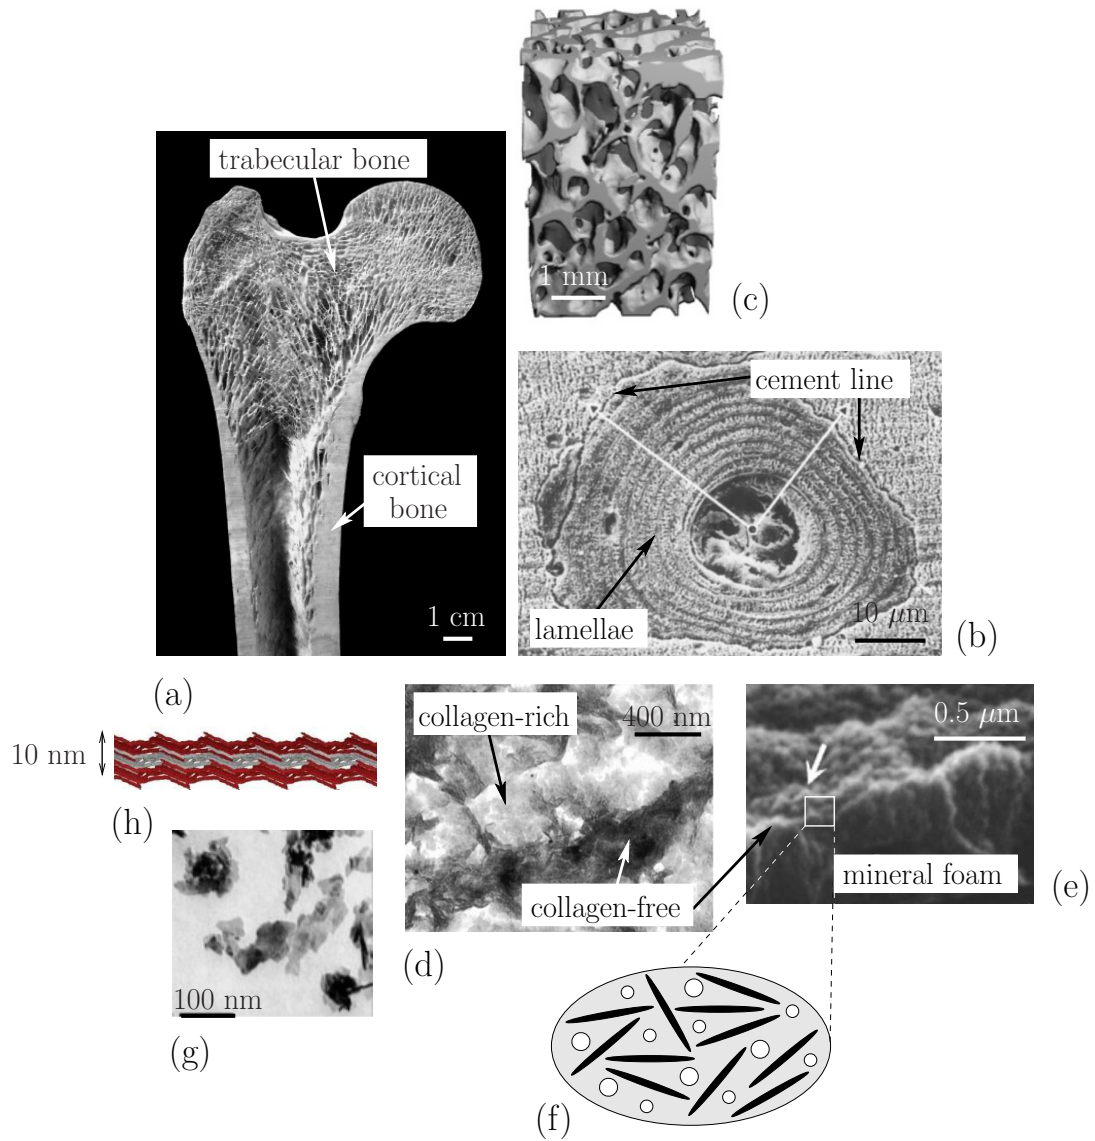 trabecular bone
1 mm
(c)
cement line
cortical
bone
1 cm
lamellae
10 μm
(b)
(a)
collagen-rich
400 nm
0.5 μm
10 nm
(h)
mineral foam
(e)
collagen-free
(d)
100 nm
(g)
(f)